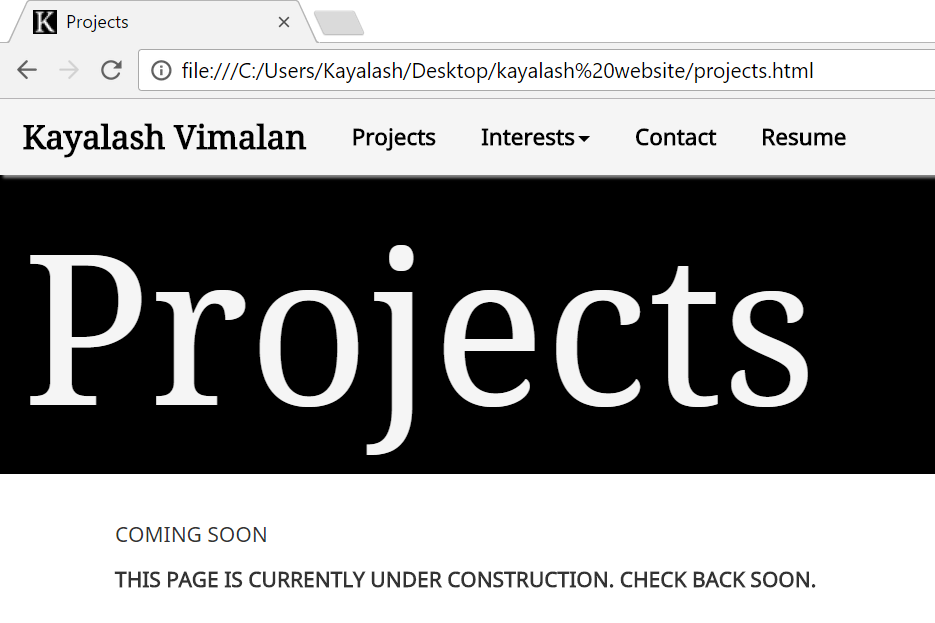 K Projects
file:///C:/Users/Kayalash/Desktop/kayalash%20website/projects.html
Kayalash Vimalan Projects Interests Contact Resume
Projects
COMING SOON
THIS PAGE IS CURRENTLY UNDER CONSTRUCTION. CHECK BACK SOON.